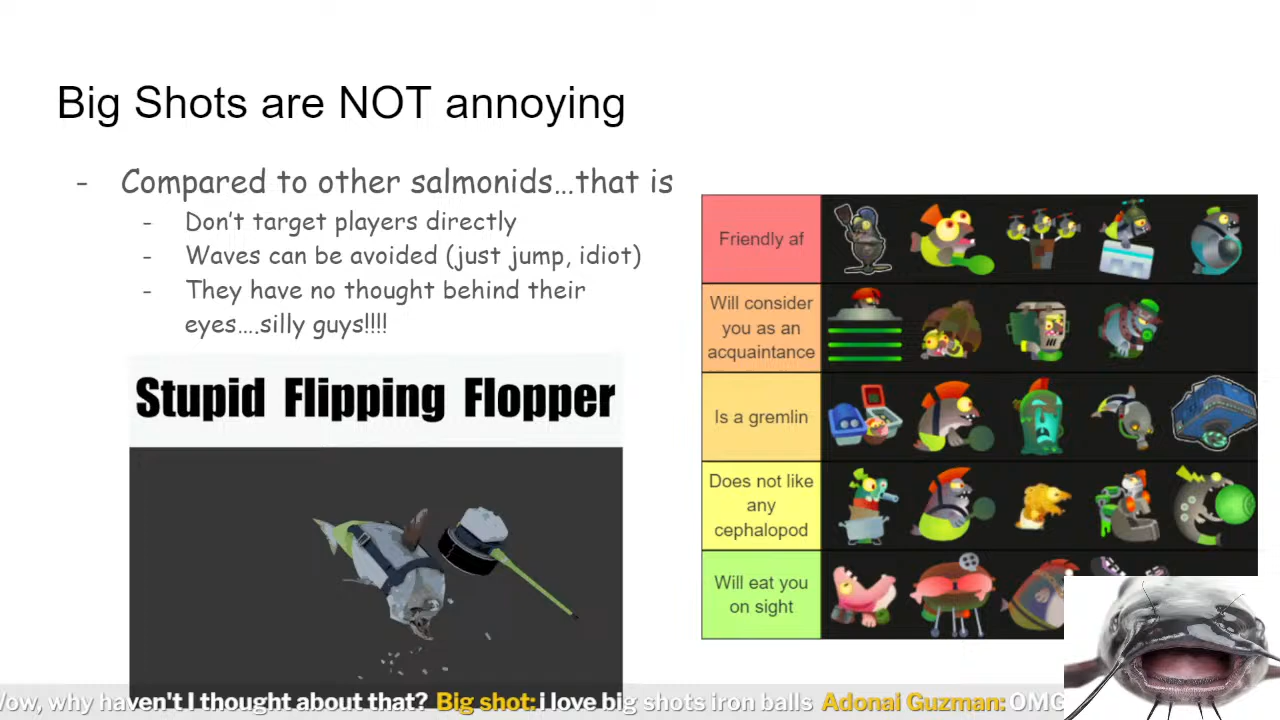 Big Shots are NOT annoying
- Compared to other salmonids...that is
- Don't target players directly
- Waves can be avoided (just jump, idiot)
- They have no thought behind their
eyes....silly guys!!!!
Stupid Flipping Flopper
Friendly af
Will consider
you as an
acquaintance
Is a gremlin
Does not like
any
cephalopod
Will eat you
on sight
Wow, why haven't I thought about that? Big shot: i love big shots iron balls Adonai Guzman: OMG